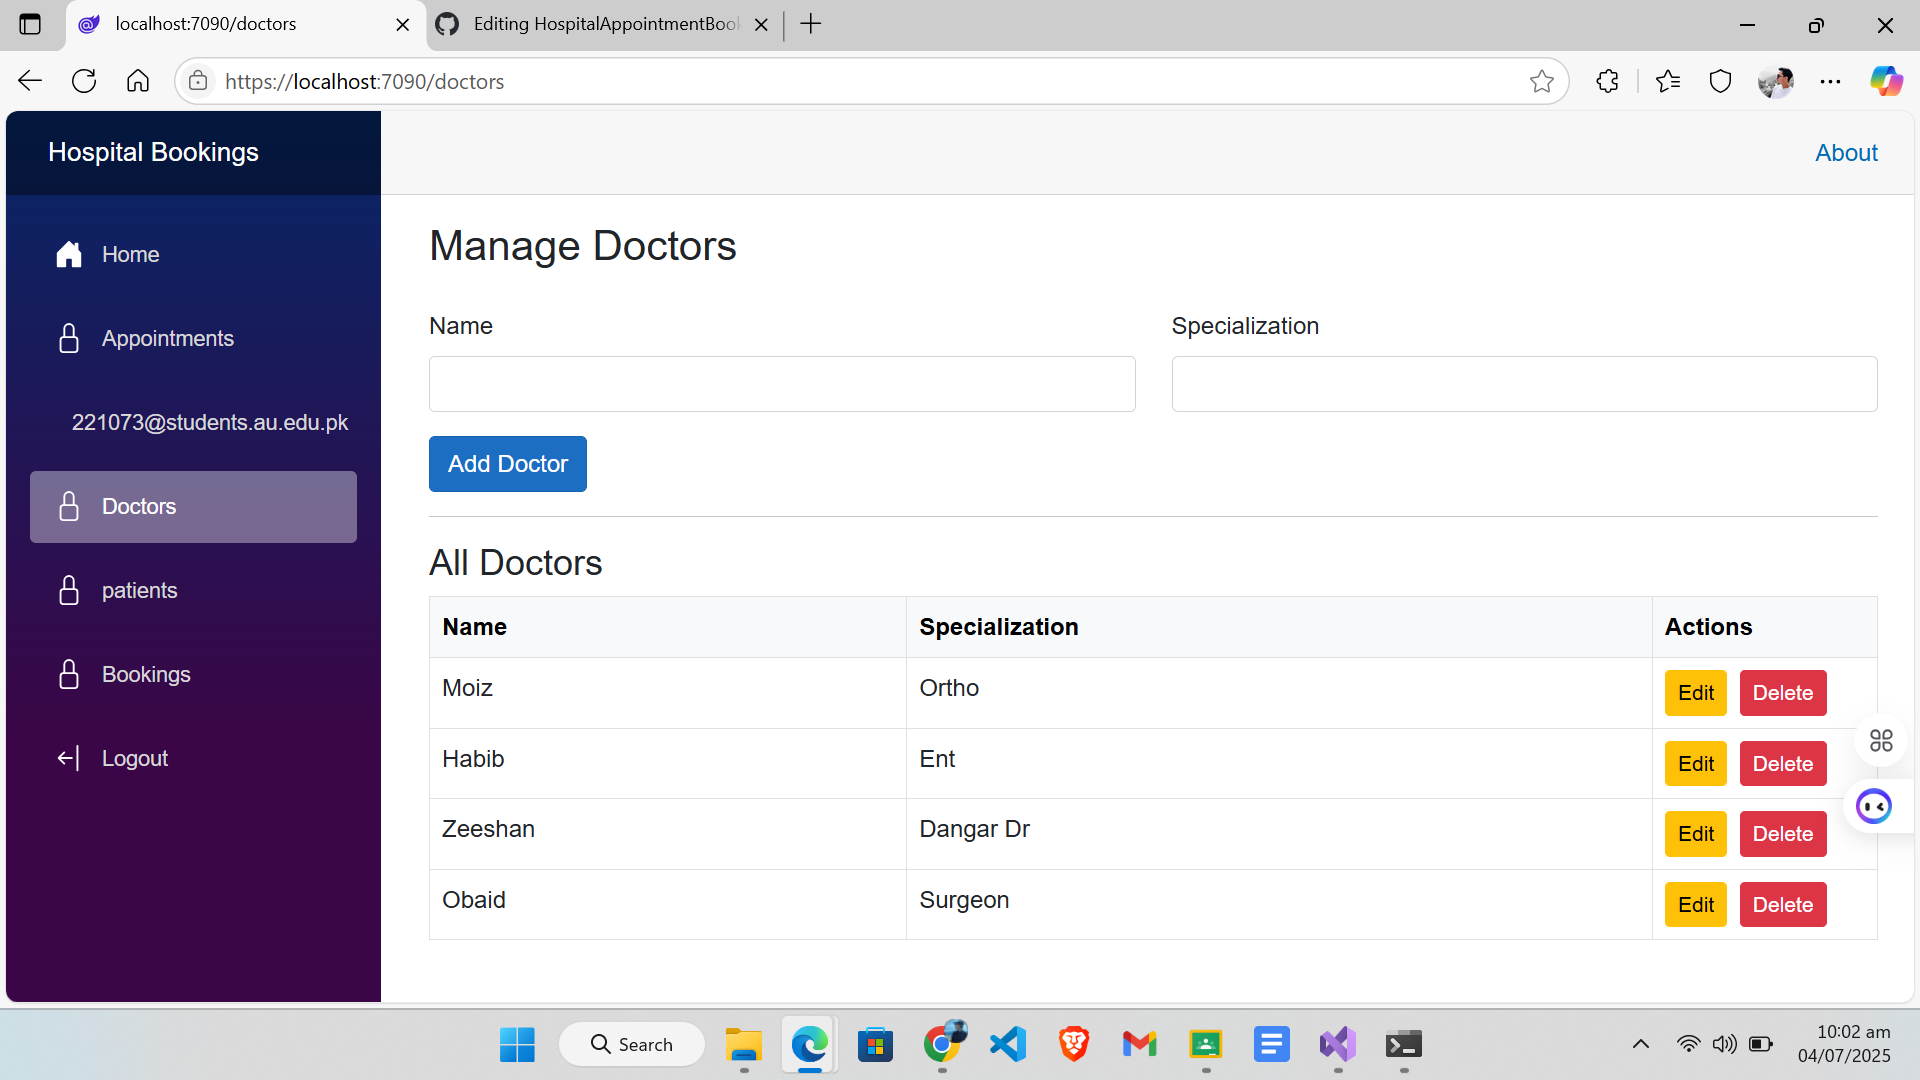 localhost:7090/doctors
Editing HospitalAppointmentBook
https://localhost:7090/doctors
Hospital Bookings
About
Home
Appointments
221073@students.au.edu.pk
Doctors
patients
Bookings
Logout
Manage Doctors
Name Specialization
Add Doctor
All Doctors
Name Specialization Actions
Moiz Ortho Edit Delete
Habib Ent Edit Delete
Zeeshan Dangar Dr Edit Delete
Obaid Surgeon Edit Delete
Search
10:02 am
04/07/2025